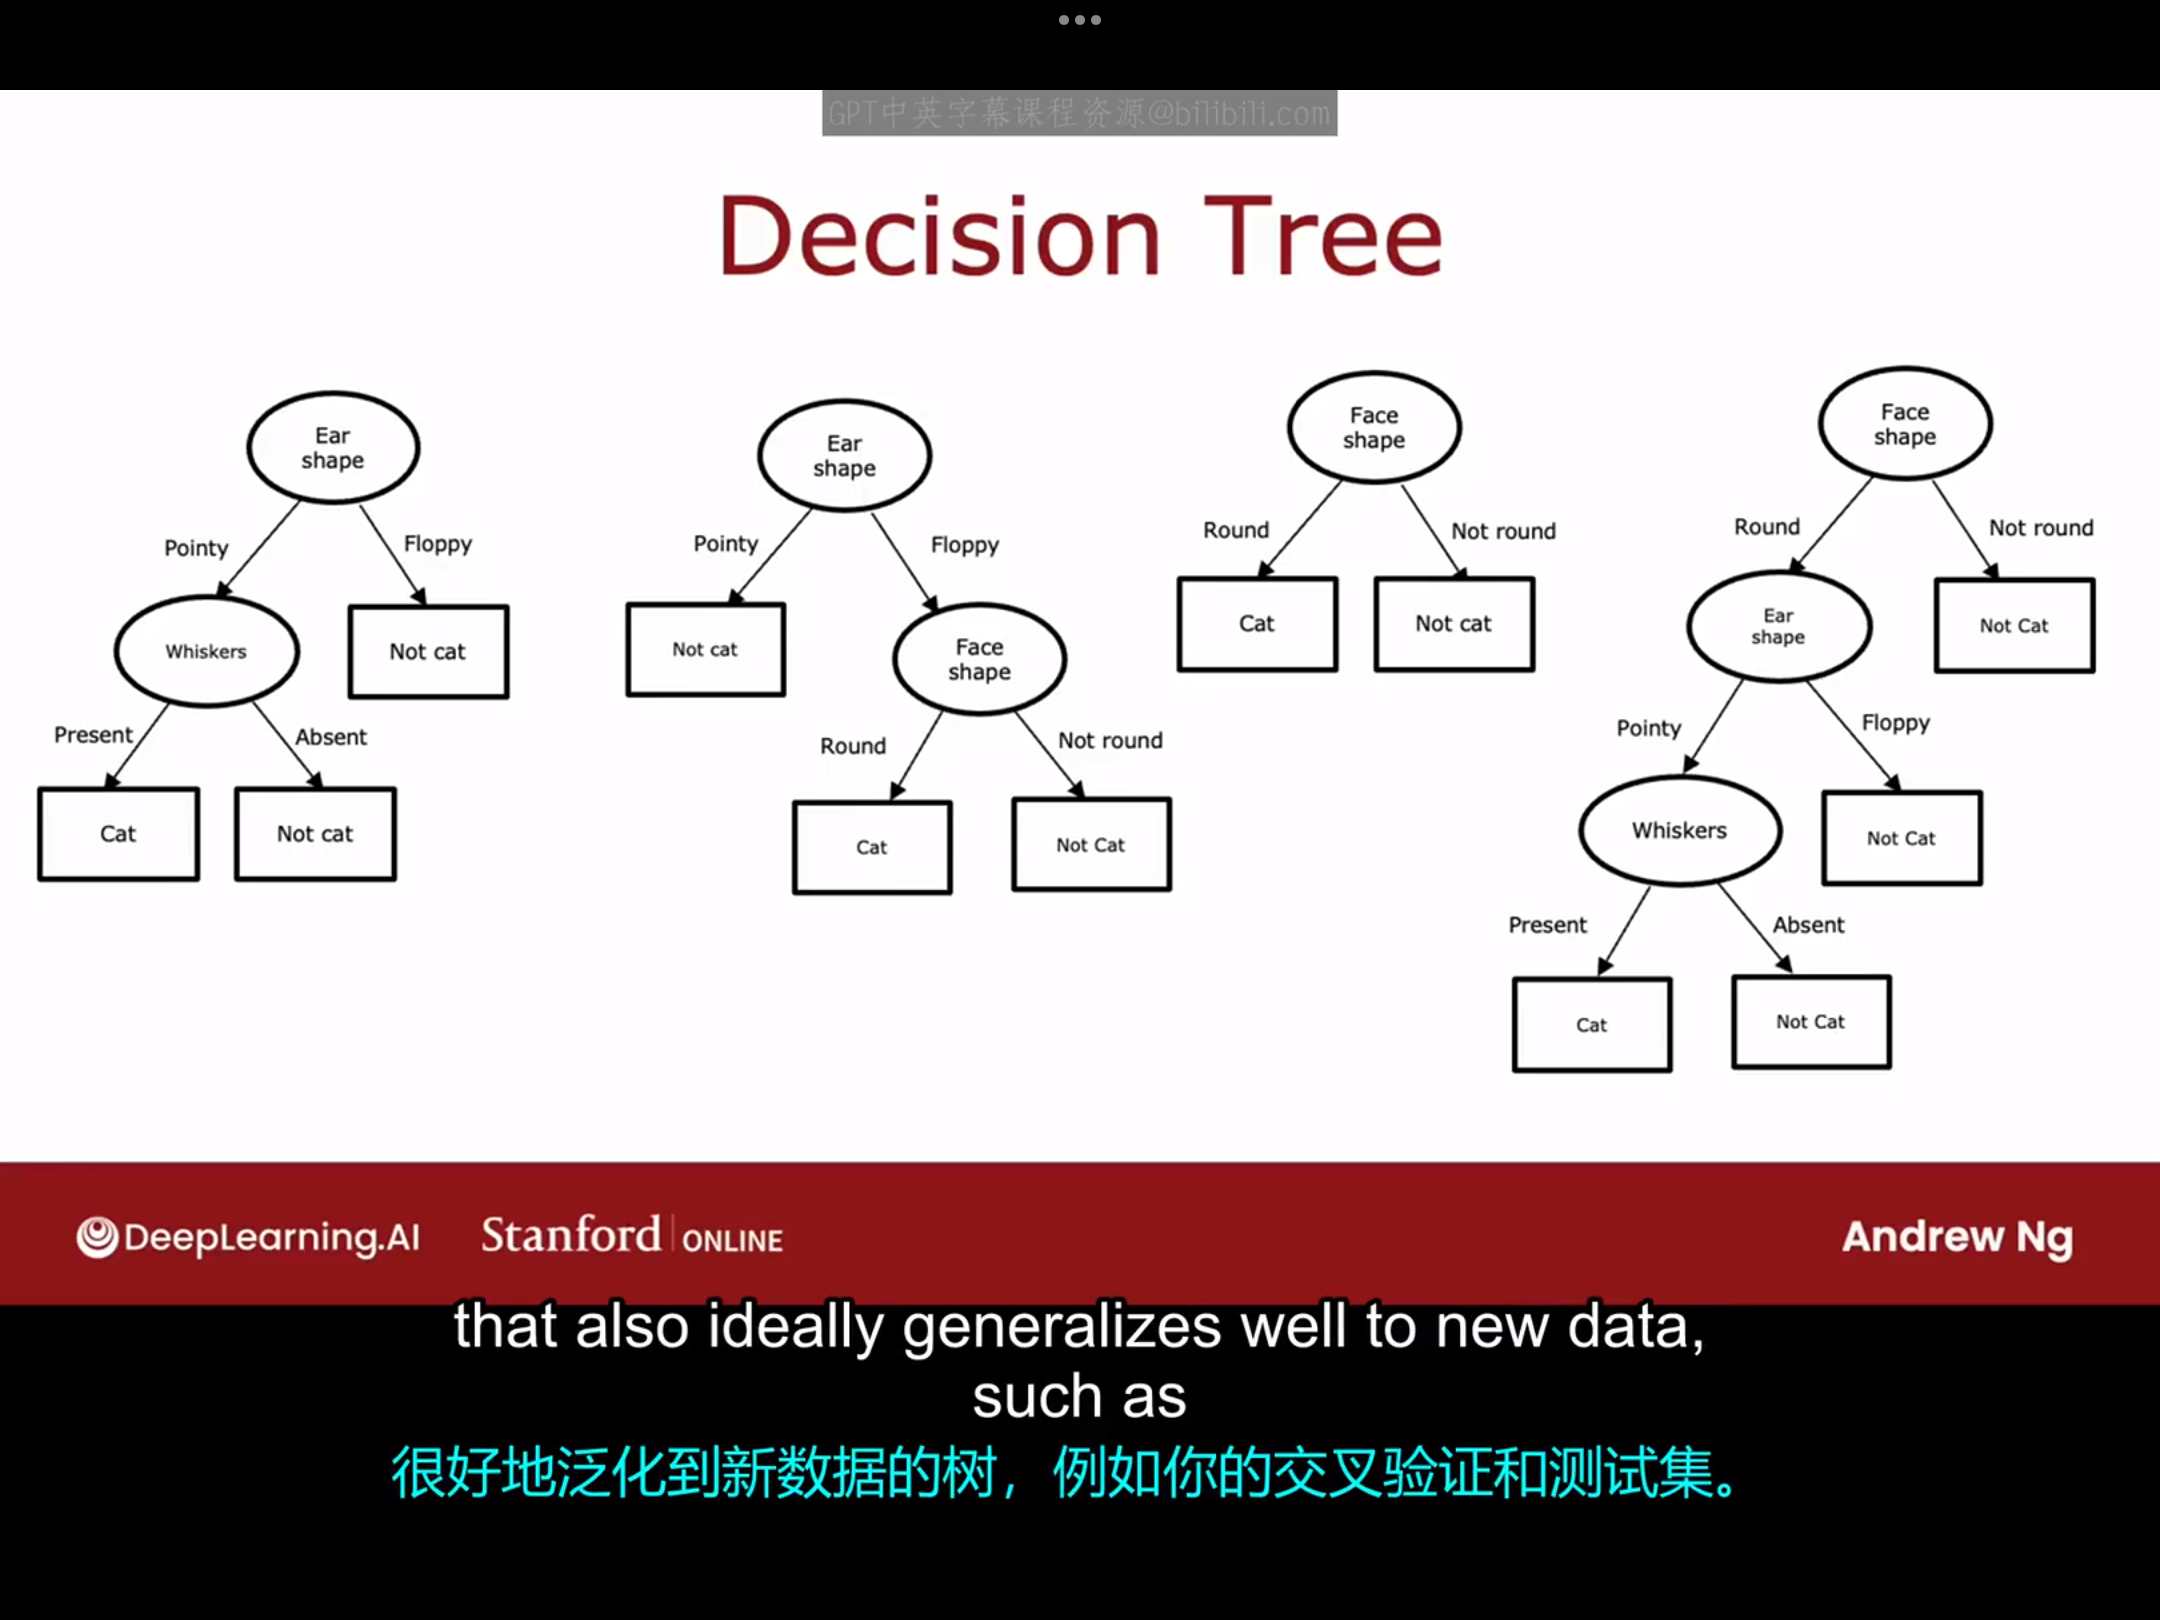 GPT中英字幕课程资源@bilibili.com
Decision Tree
Ear
shape
Pointy
Floppy
Whiskers
Not cat
Present
Absent
Cat
Not cat
Ear
shape
Pointy
Floppy
Not cat
Face
shape
Round
Not round
Cat
Not Cat
Face
shape
Round
Not round
Cat
Not cat
Face
shape
Round
Not round
Ear
shape
Not Cat
Pointy
Floppy
Whiskers
Not Cat
Present
Absent
Cat
Not Cat
DeepLearning.AI
Stanford ONLINE
Andrew Ng
that also ideally generalizes well to new data,
such as
很好地泛化到新数据的树，例如你的交叉验证和测试集。